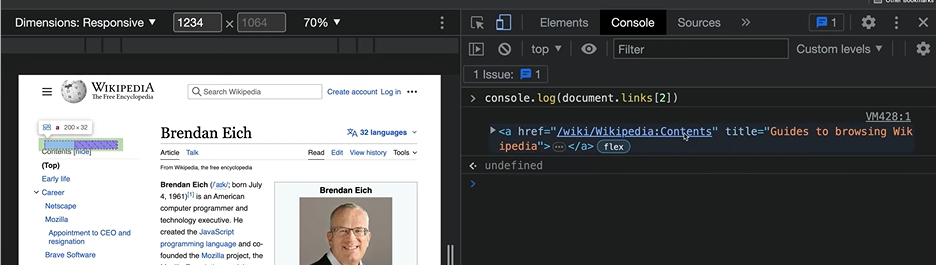 Other Bookmarks
Dimensions: Responsive ▼ 1234 × 1064 70% ▼
Elements Console Sources » 1
top ▼ Filter Custom levels ▼
1 Issue: 1
WIKIPEDIA
The Free Encyclopedia
Search Wikipedia
Create account Log in •••
a 200 × 32
Contents [hide]
(Top)
Early life
Career
Netscape
Mozilla
Appointment to CEO and
resignation
Brave Software
Brendan Eich
32 languages
Article Talk Read Edit View history Tools
From Wikipedia, the free encyclopedia
Brendan Eich (/ˈaɪk/; born July
4, 1961)[1] is an American
computer programmer and
technology executive. He
created the JavaScript
programming language and co-
founded the Mozilla project, the
Brendan Eich
> console.log(document.links[2])
VM428:1
<a href="/wiki/Wikipedia:Contents" title="Guides to browsing Wik
ipedia">⋯</a> flex
undefined
>